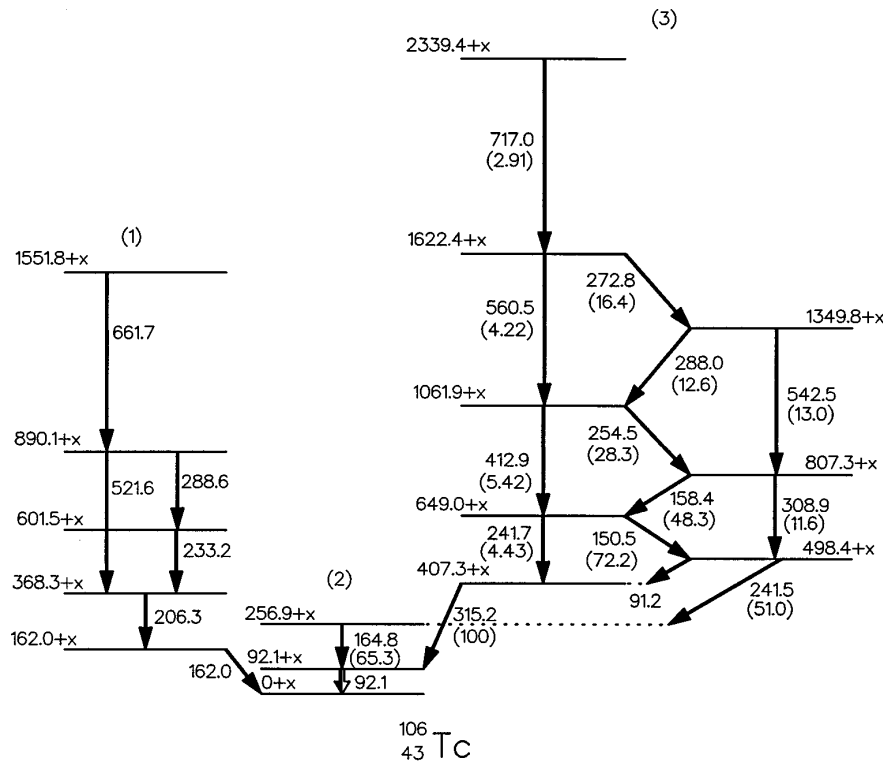 (3)
2339.4+x
717.0
(2.91)
(1)
1622.4+x
1551.8+x
272.8
(16.4)
560.5
(4.22)
1349.8+x
661.7
288.0
(12.6)
1061.9+x
542.5
(13.0)
254.5
(28.3)
890.1+x
412.9
(5.42)
807.3+x
521.6
288.6
158.4
(48.3)
649.0+x
308.9
(11.6)
601.5+x
241.7
(4.43)
150.5
(72.2)
233.2
498.4+x
407.3+x
(2)
368.3+x
91.2
241.5
(51.0)
206.3
256.9+x
315.2
(100)
164.8
(65.3)
162.0+x
92.1+x
162.0
0+x
92.1
106
43 Tc